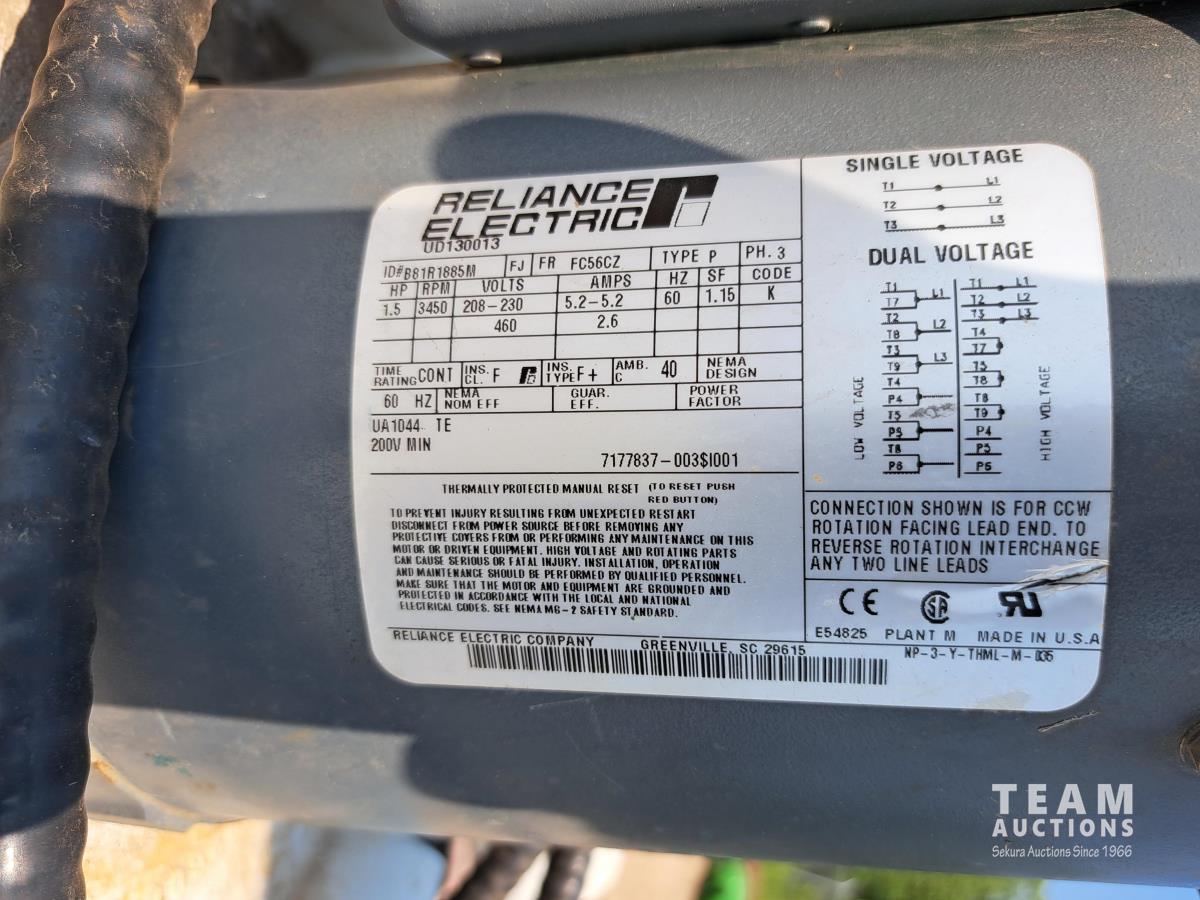 RELIANCE
ELECTRIC
UD130013
ID#B81R1885M FJ FR FC56CZ TYPE P PH. 3
HP RPM VOLTS AMPS HZ SF CODE
1.5 3450 208-230 5.2-5.2 60 1.15 K
460 2.6
TIME RATING CONT INS. CL. F INS. TYPE F+ AMB. C 40 NEMA DESIGN
60 HZ NEMA NOM EFF GUAR. EFF. POWER FACTOR
UA1044 TE
200V MIN
7177837-003$I001
THERMALLY PROTECTED MANUAL RESET (TO RESET PUSH
RED BUTTON)
TO PREVENT INJURY RESULTING FROM UNEXPECTED RESTART
DISCONNECT FROM POWER SOURCE BEFORE REMOVING ANY
PROTECTIVE COVERS FROM OR PERFORMING ANY MAINTENANCE ON THIS
MOTOR OR DRIVEN EQUIPMENT. HIGH VOLTAGE AND ROTATING PARTS
CAN CAUSE SERIOUS OR FATAL INJURY. INSTALLATION, OPERATION
AND MAINTENANCE SHOULD BE PERFORMED BY QUALIFIED PERSONNEL.
MAKE SURE THAT THE MOTOR AND EQUIPMENT ARE GROUNDED AND
PROTECTED IN ACCORDANCE WITH THE LOCAL AND NATIONAL
ELECTRICAL CODES. SEE NEMA MG-2 SAFETY STANDARD.
RELIANCE ELECTRIC COMPANY GREENVILLE, SC 29615
SINGLE VOLTAGE
T1 L1
T2 L2
T3 L3
DUAL VOLTAGE
LOW VOLTAGE
T1
T7 L1
T2
T8 L2
T3
T9 L3
T4
P4
T5
P5
T8
P6
T1 L1
T2 L2
T3 L3
T4
T7
T5
T8
T8
T9
P4
P5
P6
HIGH VOLTAGE
CONNECTION SHOWN IS FOR CCW
ROTATION FACING LEAD END. TO
REVERSE ROTATION INTERCHANGE
ANY TWO LINE LEADS
CE SA RU
E54825 PLANT M MADE IN U.S.A
NP-3-Y-THML-M-035
TEAM
AUCTIONS
Sekura Auctions Since 1966